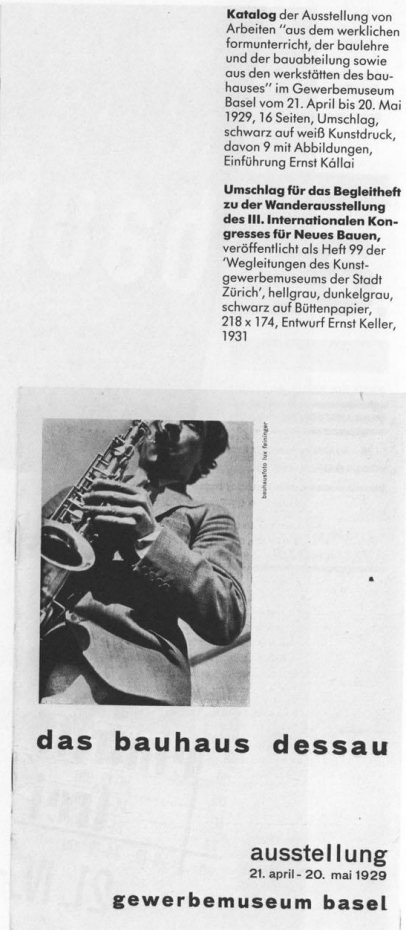 Katalog der Ausstellung von
Arbeiten "aus dem werklichen
formunterricht, der baulehre
und der bauabteilung sowie
aus den werkstätten des bau-
hauses" im Gewerbemuseum
Basel vom 21. April bis 20. Mai
1929, 16 Seiten, Umschlag,
schwarz auf weiß Kunstdruck,
davon 9 mit Abbildungen,
Einführung Ernst Kállai
Umschlag für das Begleitheft
zu der Wanderausstellung
des III. Internationalen Kon-
gresses für Neues Bauen,
veröffentlicht als Heft 99 der
'Wegleitungen des Kunst-
gewerbemuseums der Stadt
Zürich', hellgrau, dunkelgrau,
schwarz auf Büttenpapier,
218 x 174, Entwurf Ernst Keller,
1931
bauhausfoto lux feininger
das bauhaus dessau
ausstellung
21. april - 20. mai 1929
gewerbemuseum basel